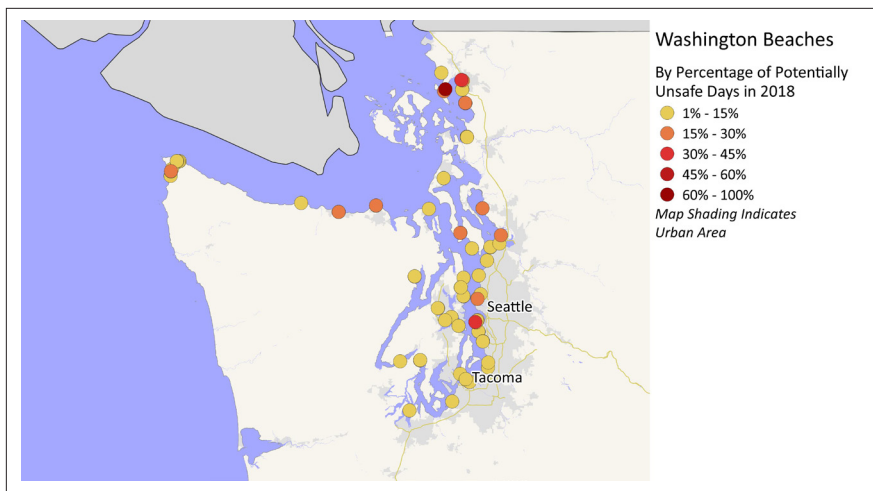 Washington Beaches
By Percentage of Potentially
Unsafe Days in 2018
1% - 15%
15% - 30%
30% - 45%
45% - 60%
60% - 100%
Map Shading Indicates
Urban Area
Seattle
Tacoma